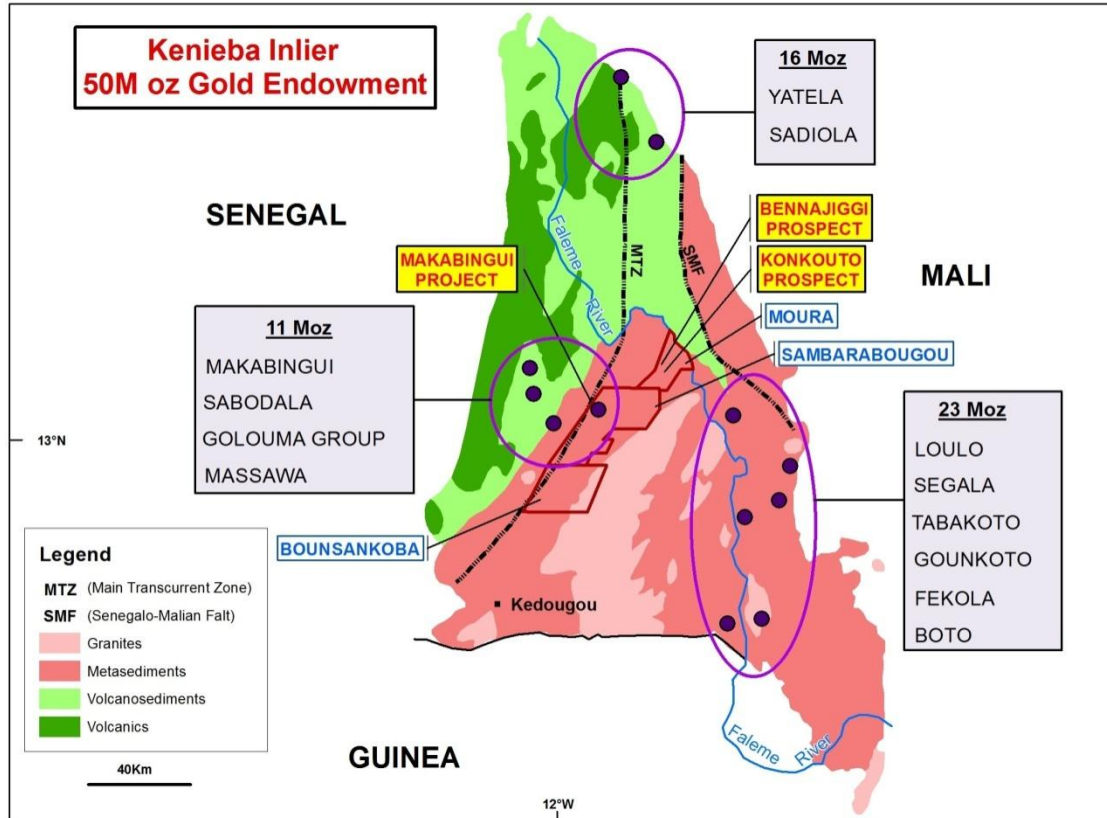 Kenieba Inlier
50M oz Gold Endowment
16 Moz
YATELA
SADIOLA
SENEGAL
Faleme
River
MTZ
SMF
BENNAJIGGI
PROSPECT
MAKABINGUI
PROJECT
KONKOUTO
PROSPECT
MALI
MOURA
SAMBARABOUGOU
11 Moz
MAKABINGUI
SABODALA
GOLOUMA GROUP
MASSAWA
13°N
23 Moz
LOULO
SEGALA
TABAKOTO
GOUNKOTO
FEKOLA
BOTO
BOUNSANKOBA
Kedougou
Legend
MTZ (Main Transcurrent Zone)
SMF (Senegalo-Malian Falt)
Granites
Metasediments
Volcanosediments
Volcanics
40Km
GUINEA
Faleme
River
12°W